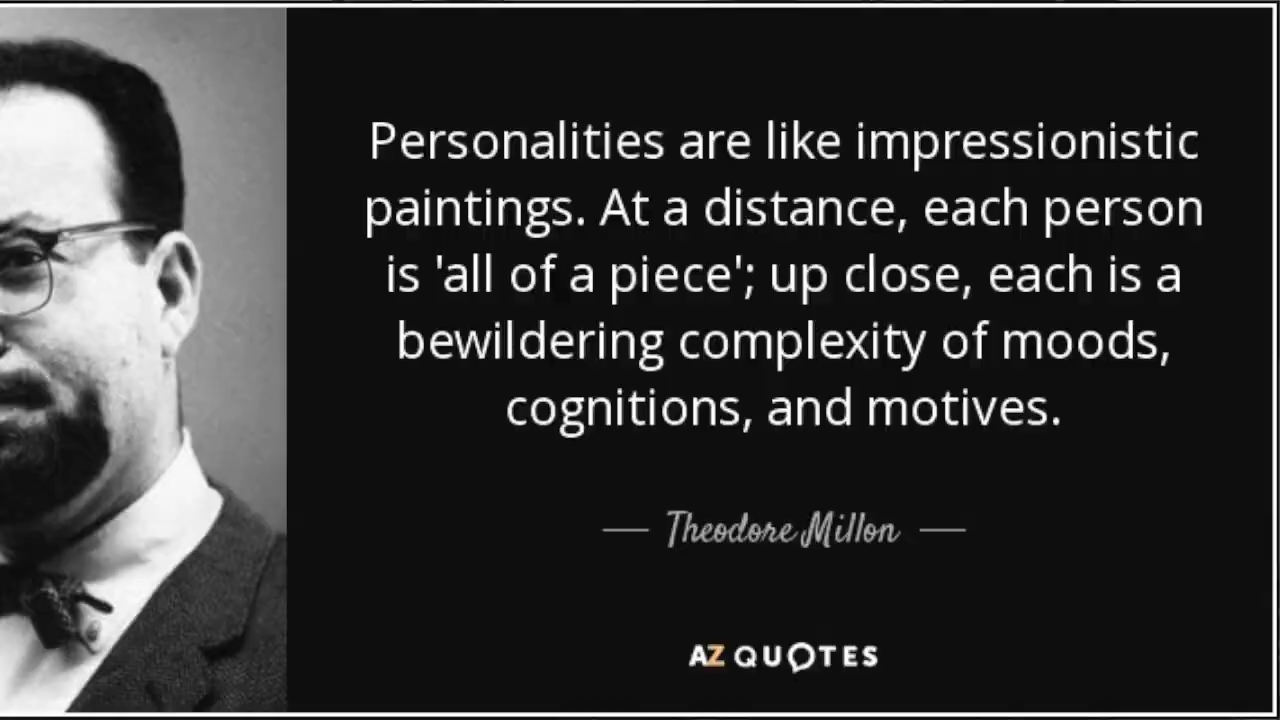 Personalities are like impressionistic
paintings. At a distance, each person
is 'all of a piece'; up close, each is a
bewildering complexity of moods,
cognitions, and motives.
Theodore Millon
AZ QUOTES